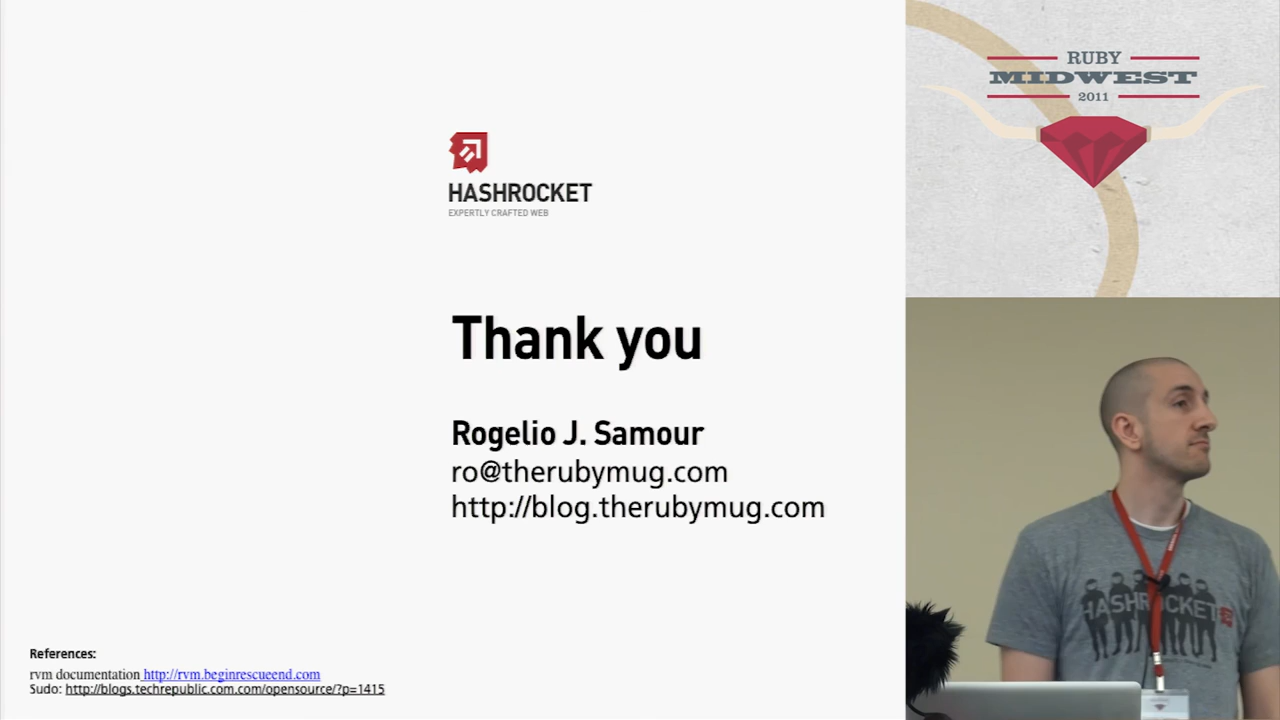 HASHROCKET
EXPERTLY CRAFTED WEB
Thank you
Rogelio J. Samour
ro@therubymug.com
http://blog.therubymug.com
References:
rvm documentation http://rvm.beginrescueend.com
Sudo: http://blogs.techrepublic.com.com/opensource/?p=1415
RUBY
MIDWEST
2011
HASHROCKET